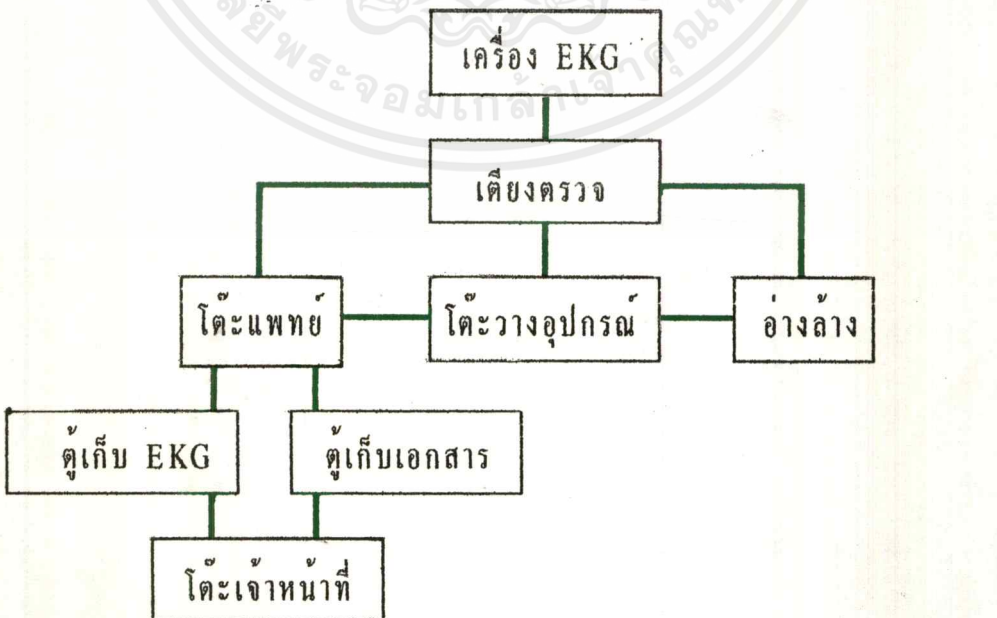 เครื่อง EKG
เตียงตรวจ
โต๊ะแพทย์
โต๊ะวางอุปกรณ์
อ่างล้าง
ตู้เก็บ EKG
ตู้เก็บเอกสาร
โต๊ะเจ้าหน้าที่